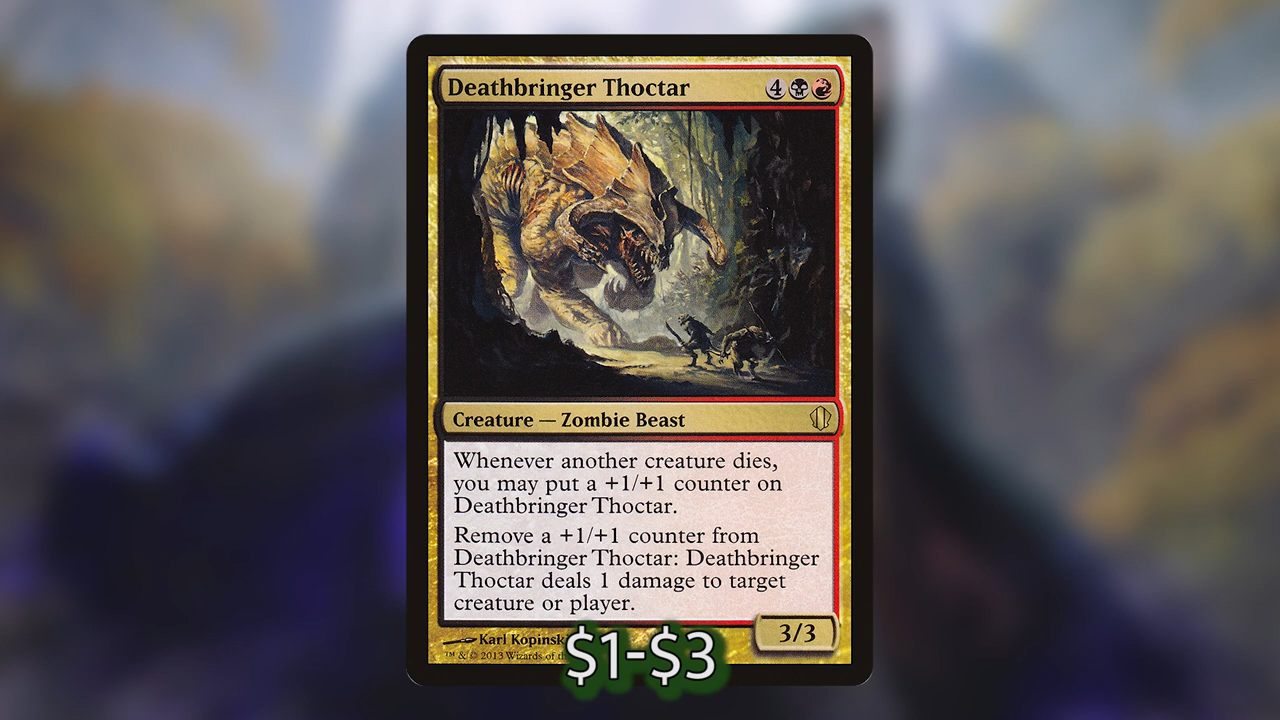 Deathbringer Thoctar 4
Creature — Zombie Beast
Whenever another creature dies,
you may put a +1/+1 counter on
Deathbringer Thoctar.
Remove a +1/+1 counter from
Deathbringer Thoctar: Deathbringer
Thoctar deals 1 damage to target
creature or player.
3/3
Karl
™ & © 2013 Wizards of
$1-$3